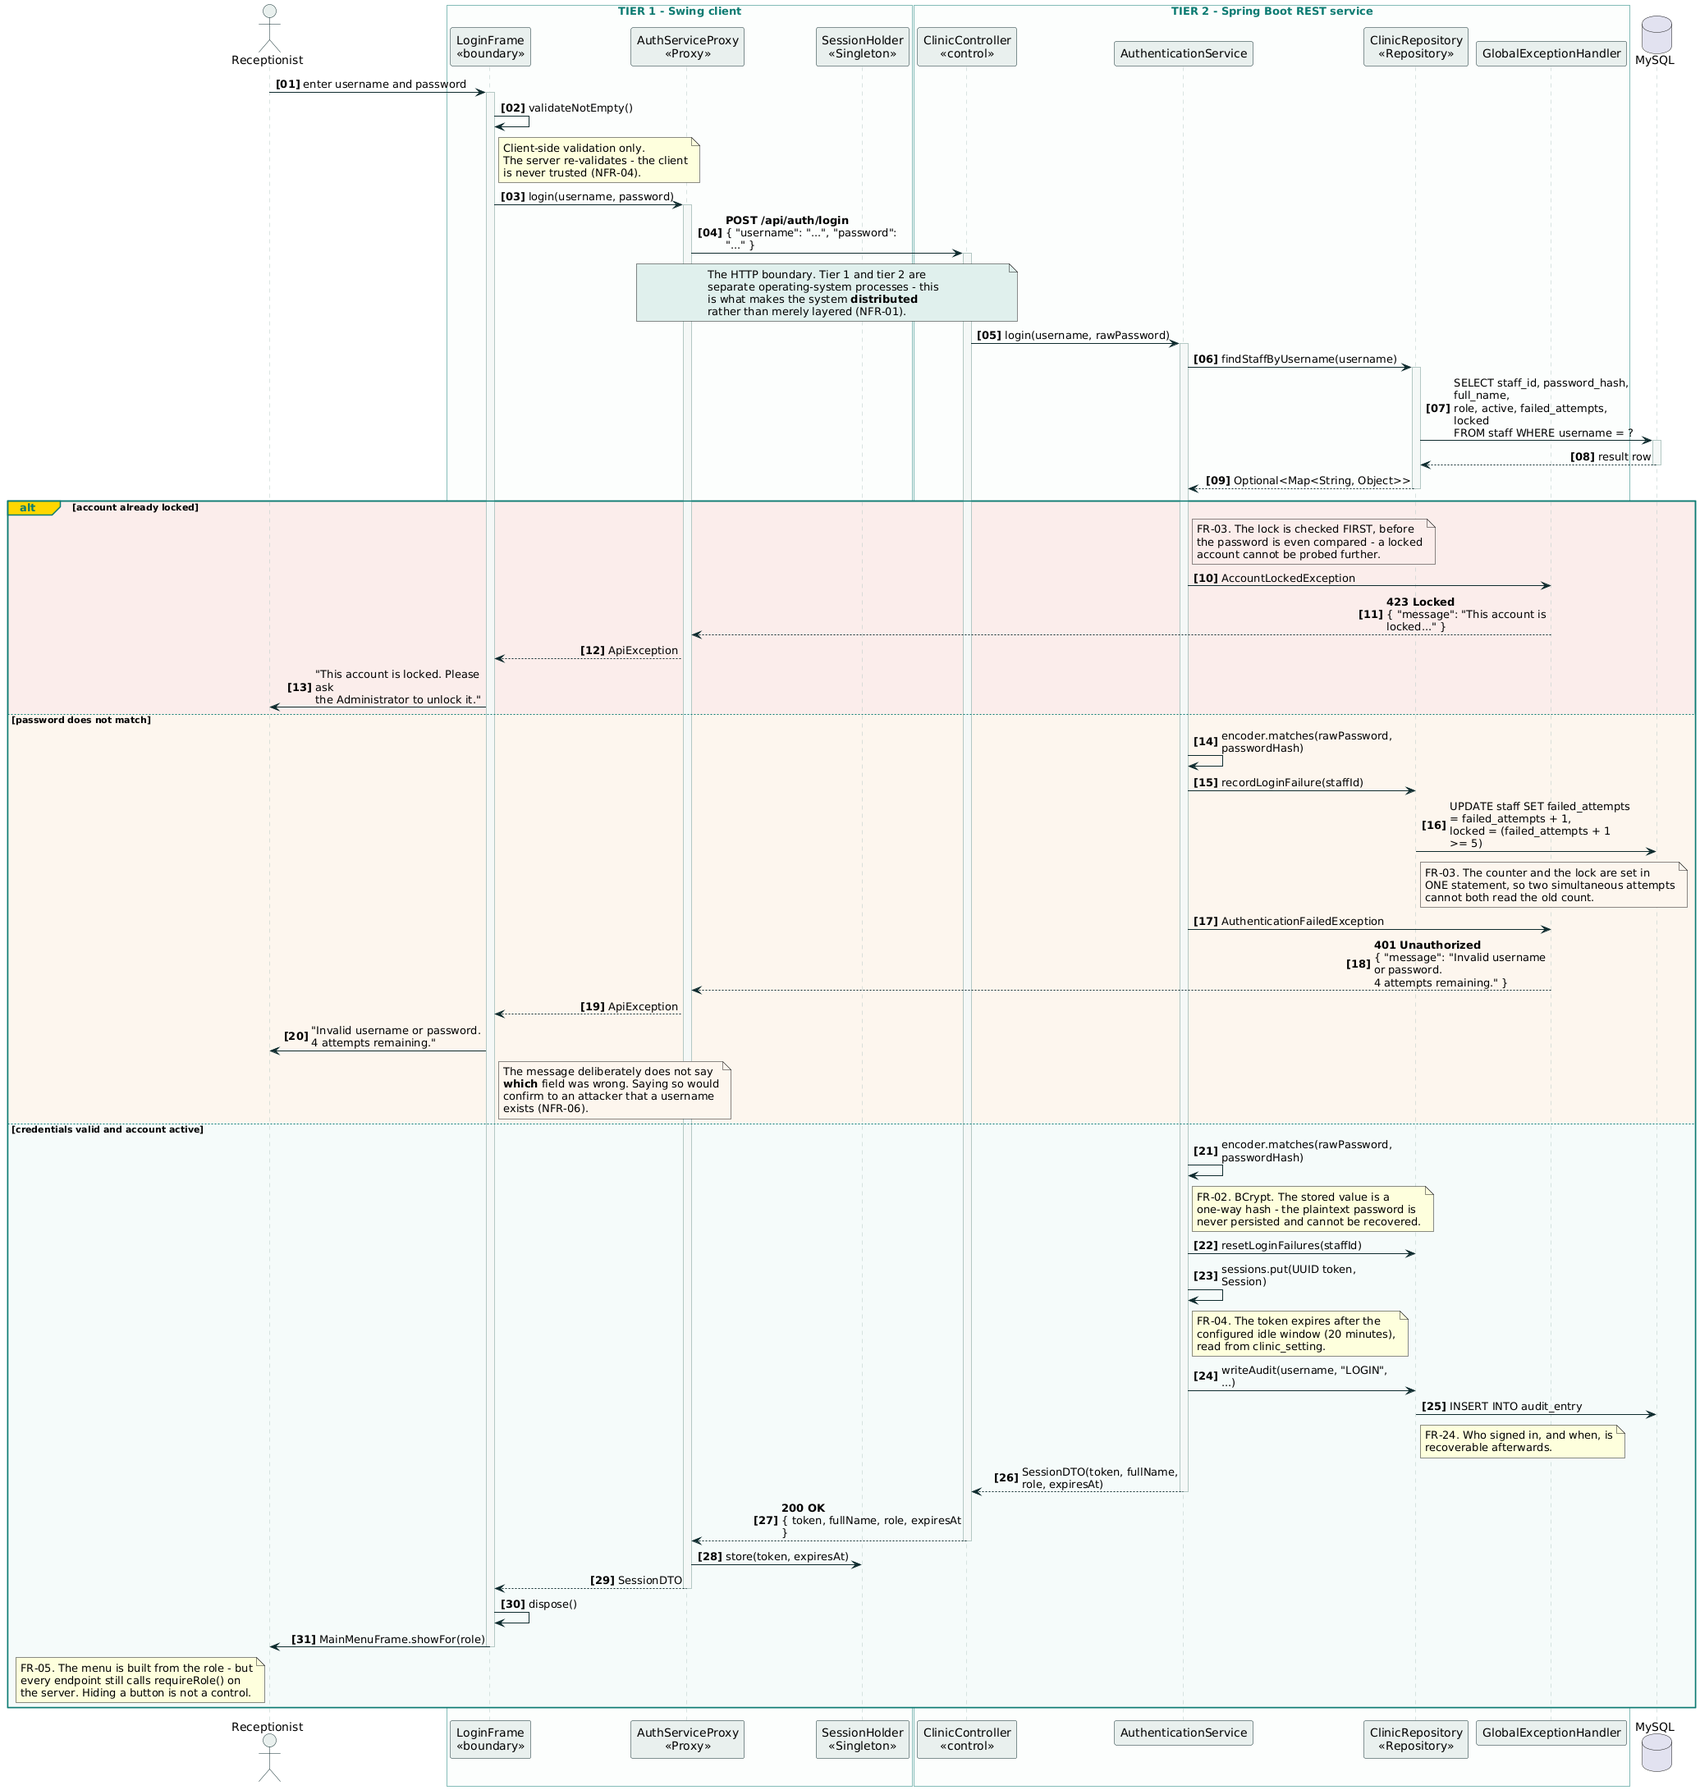 TIER 1 - Swing client
TIER 2 - Spring Boot REST service
Receptionist
LoginFrame
«boundary»
AuthServiceProxy
«Proxy»
SessionHolder
«Singleton»
ClinicController
«control»
AuthenticationService
ClinicRepository
«Repository»
GlobalExceptionHandler
MySQL
[01] enter username and password
[02] validateNotEmpty()
Client-side validation only.
The server re-validates - the client
is never trusted (NFR-04).
[03] login(username, password)
POST /api/auth/login
[04] { "username": "...", "password":
"..." }
The HTTP boundary. Tier 1 and tier 2 are
separate operating-system processes - this
is what makes the system distributed
rather than merely layered (NFR-01).
[05] login(username, rawPassword)
[06] findStaffByUsername(username)
SELECT staff_id, password_hash,
full_name,
[07] role, active, failed_attempts,
locked
FROM staff WHERE username = ?
[08] result row
[09] Optional<Map<String, Object>>
alt [account already locked]
FR-03. The lock is checked FIRST, before
the password is even compared - a locked
account cannot be probed further.
[10] AccountLockedException
423 Locked
[11] { "message": "This account is
locked..." }
[12] ApiException
"This account is locked. Please
[13] ask
the Administrator to unlock it."
[password does not match]
[14] encoder.matches(rawPassword,
passwordHash)
[15] recordLoginFailure(staffId)
UPDATE staff SET failed_attempts
[16] = failed_attempts + 1,
locked = (failed_attempts + 1
>= 5)
FR-03. The counter and the lock are set in
ONE statement, so two simultaneous attempts
cannot both read the old count.
[17] AuthenticationFailedException
401 Unauthorized
[18] { "message": "Invalid username
or password.
4 attempts remaining." }
[19] ApiException
[20] "Invalid username or password.
4 attempts remaining."
The message deliberately does not say
which field was wrong. Saying so would
confirm to an attacker that a username
exists (NFR-06).
[credentials valid and account active]
[21] encoder.matches(rawPassword,
passwordHash)
FR-02. BCrypt. The stored value is a
one-way hash - the plaintext password is
never persisted and cannot be recovered.
[22] resetLoginFailures(staffId)
[23] sessions.put(UUID token,
Session)
FR-04. The token expires after the
configured idle window (20 minutes),
read from clinic_setting.
[24] writeAudit(username, "LOGIN",
...)
[25] INSERT INTO audit_entry
FR-24. Who signed in, and when, is
recoverable afterwards.
[26] SessionDTO(token, fullName,
role, expiresAt)
200 OK
[27] { token, fullName, role, expiresAt
}
[28] store(token, expiresAt)
[29] SessionDTO
[30] dispose()
[31] MainMenuFrame.showFor(role)
FR-05. The menu is built from the role - but
every endpoint still calls requireRole() on
the server. Hiding a button is not a control.
Receptionist
LoginFrame
«boundary»
AuthServiceProxy
«Proxy»
SessionHolder
«Singleton»
ClinicController
«control»
AuthenticationService
ClinicRepository
«Repository»
GlobalExceptionHandler
MySQL